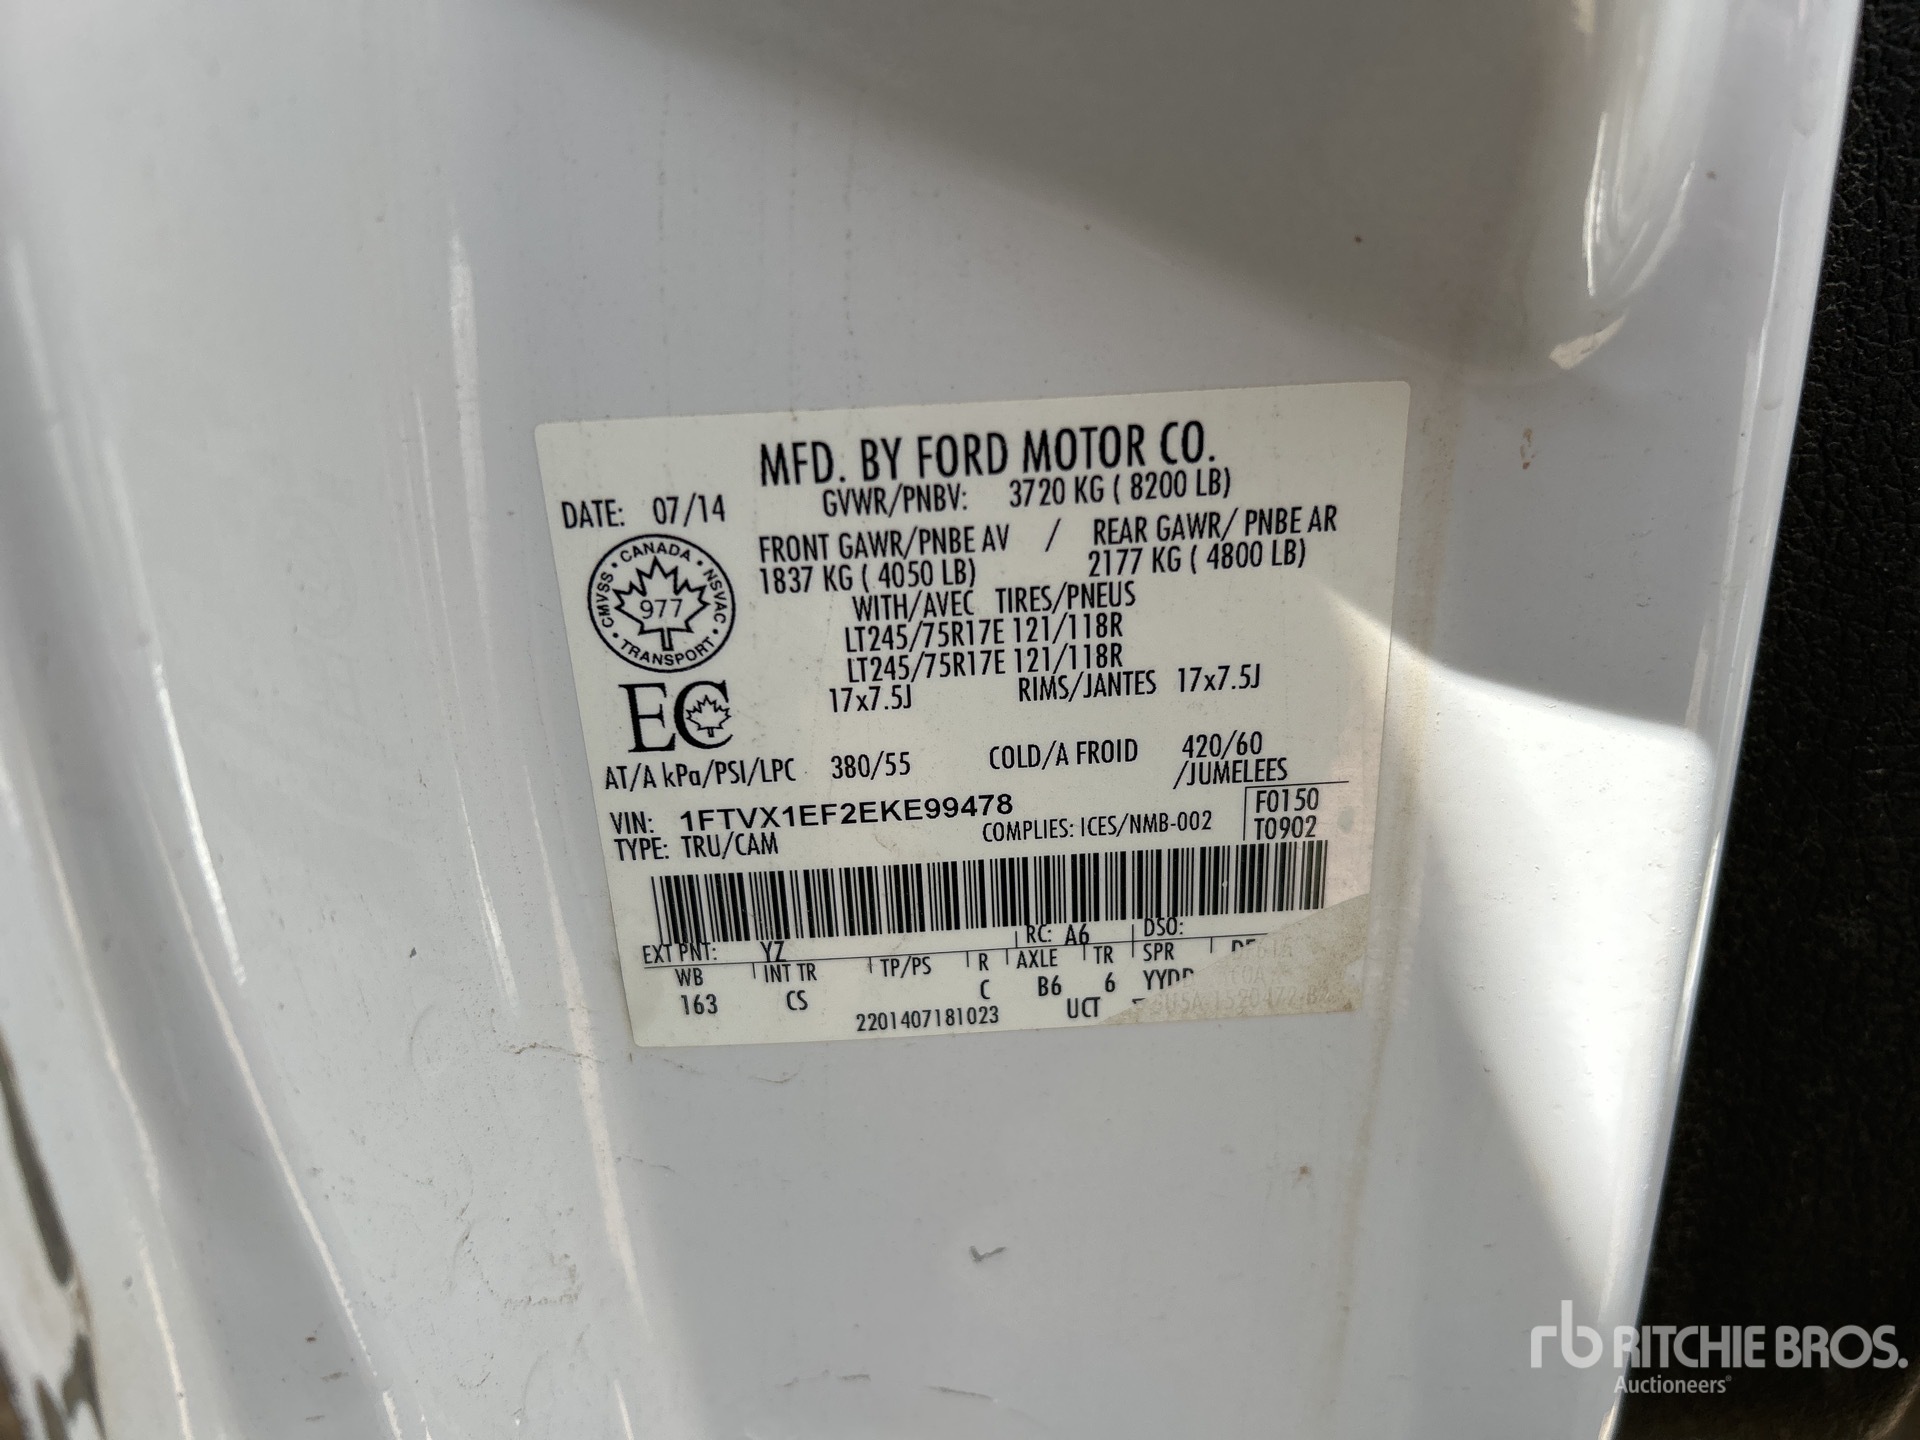 MFD. BY FORD MOTOR CO.
DATE: 07/14
GVWR/PNBV: 3720 KG ( 8200 LB)
FRONT GAWR/PNBE AV / REAR GAWR/ PNBE AR
1837 KG ( 4050 LB) 2177 KG ( 4800 LB)
WITH/AVEC TIRES/PNEUS
LT245/75R17E 121/118R
LT245/75R17E 121/118R
17x7.5J RIMS/JANTES 17x7.5J
CMVSS • CANADA • NSVAC • TRANSPORT •
977
EC
AT/A kPa/PSI/LPC 380/55 COLD/A FROID 420/60
/JUMELEES
VIN: 1FTVX1EF2EKE99478
F0150
TYPE: TRU/CAM COMPLIES: ICES/NMB-002 T0902
EXT PNT: YZ RC: A6 DSO:
WB INT TR TP/PS R AXLE TR SPR
163 CS C B6 6
2201407181023 UCT
rb RITCHIE BROS.
Auctioneers®